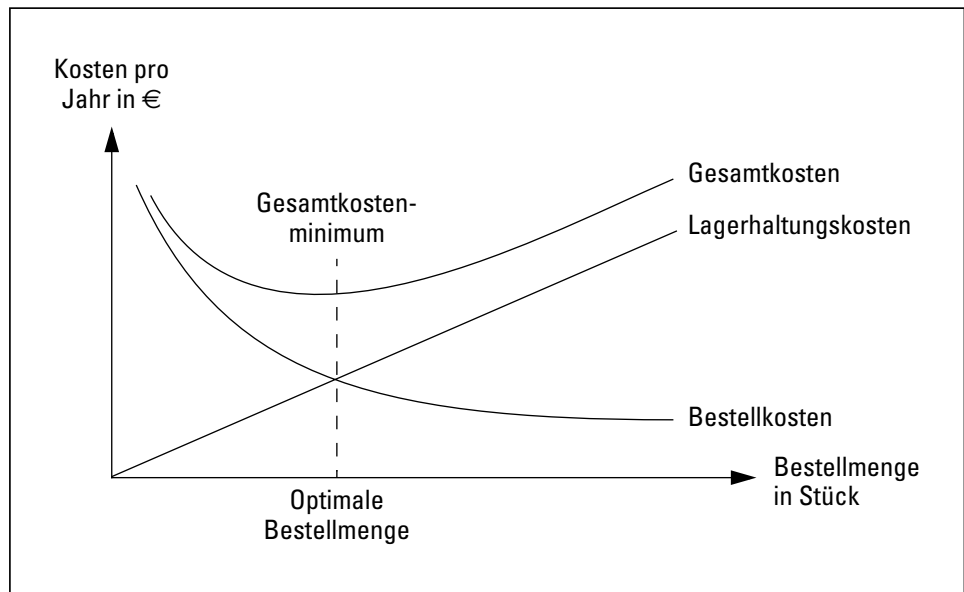 Kosten pro
Jahr in €
Gesamtkosten-
minimum
Gesamtkosten
Lagerhaltungskosten
Bestellkosten
Bestellmenge
in Stück
Optimale
Bestellmenge